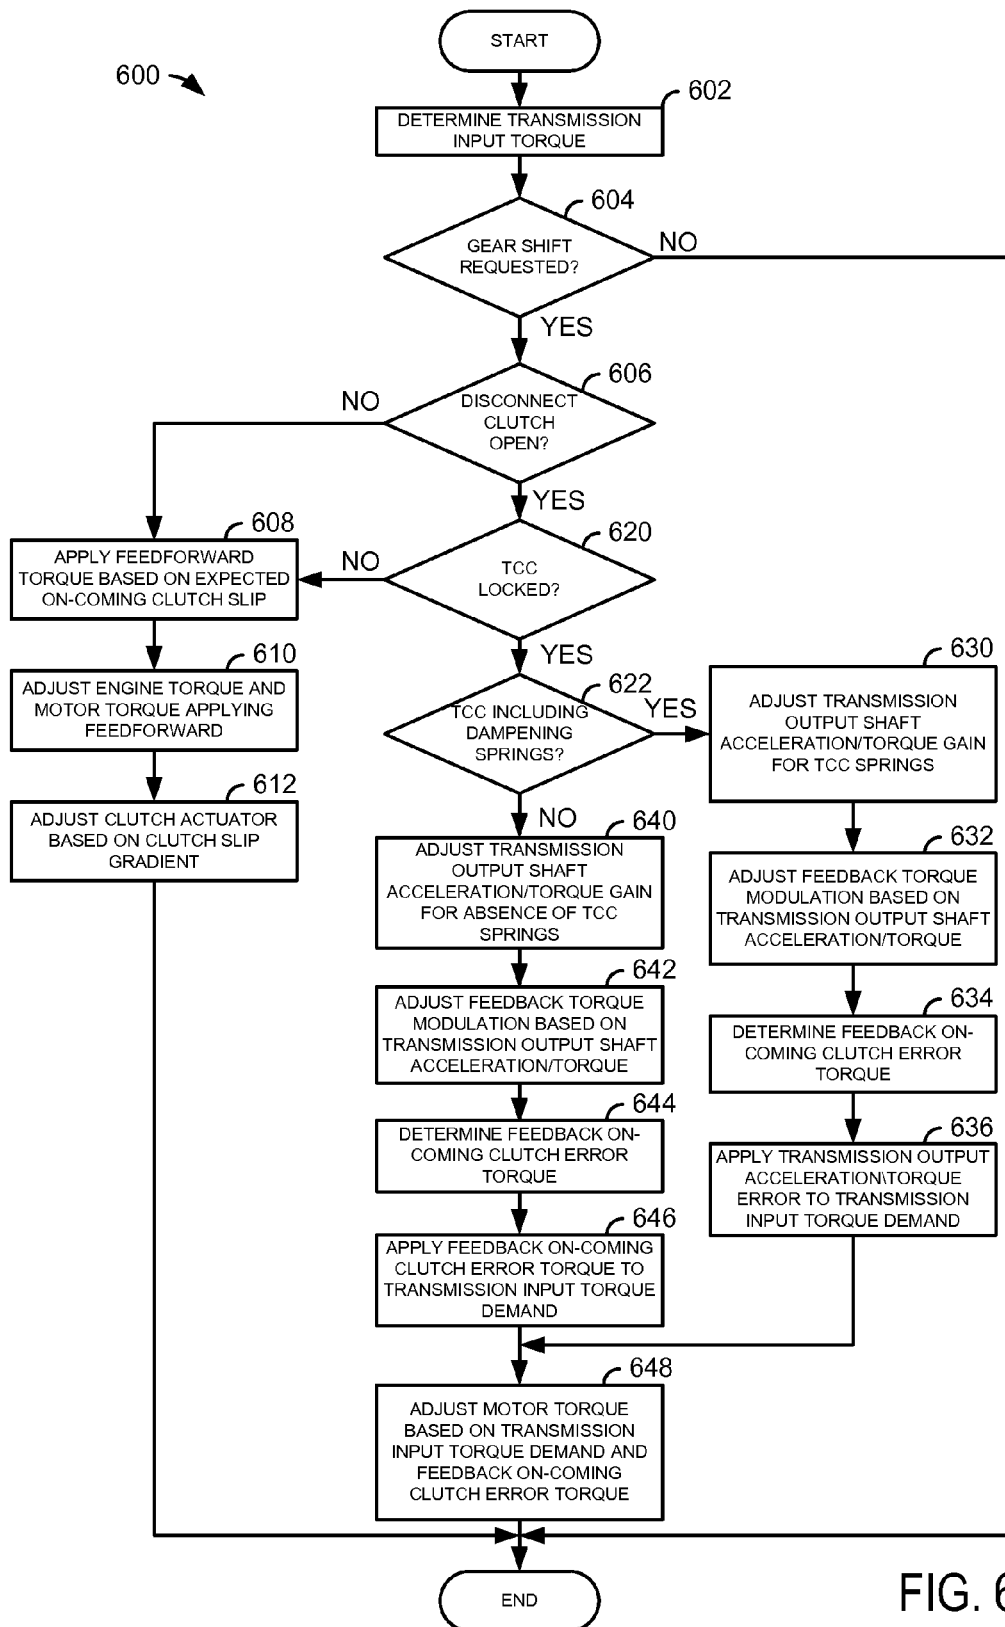 START
600
602
DETERMINE TRANSMISSION
INPUT TORQUE
604
GEAR SHIFT
REQUESTED?
NO
YES
606
DISCONNECT
CLUTCH
OPEN?
NO
YES
608
APPLY FEEDFORWARD
TORQUE BASED ON EXPECTED
ON-COMING CLUTCH SLIP
620
TCC
LOCKED?
NO
YES
610
ADJUST ENGINE TORQUE AND
MOTOR TORQUE APPLYING
FEEDFORWARD
622
TCC INCLUDING
DAMPENING
SPRINGS?
YES
NO
630
ADJUST TRANSMISSION
OUTPUT SHAFT
ACCELERATION/TORQUE GAIN
FOR TCC SPRINGS
612
ADJUST CLUTCH ACTUATOR
BASED ON CLUTCH SLIP
GRADIENT
640
ADJUST TRANSMISSION
OUTPUT SHAFT
ACCELERATION/TORQUE GAIN
FOR ABSENCE OF TCC
SPRINGS
632
ADJUST FEEDBACK TORQUE
MODULATION BASED ON
TRANSMISSION OUTPUT SHAFT
ACCELERATION/TORQUE
642
ADJUST FEEDBACK TORQUE
MODULATION BASED ON
TRANSMISSION OUTPUT SHAFT
ACCELERATION/TORQUE
634
DETERMINE FEEDBACK ON-
COMING CLUTCH ERROR
TORQUE
644
DETERMINE FEEDBACK ON-
COMING CLUTCH ERROR
TORQUE
636
APPLY TRANSMISSION OUTPUT
ACCELERATION\TORQUE
ERROR TO TRANSMISSION
INPUT TORQUE DEMAND
646
APPLY FEEDBACK ON-COMING
CLUTCH ERROR TORQUE TO
TRANSMISSION INPUT TORQUE
DEMAND
648
ADJUST MOTOR TORQUE
BASED ON TRANSMISSION
INPUT TORQUE DEMAND AND
FEEDBACK ON-COMING
CLUTCH ERROR TORQUE
END
FIG. 6